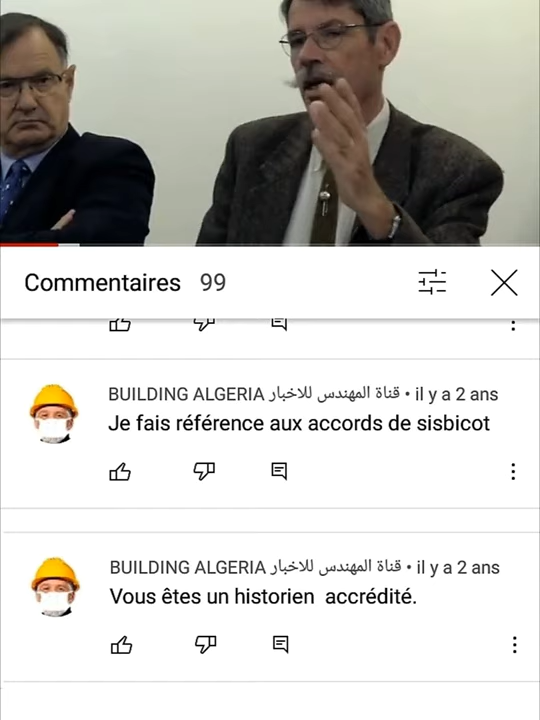 Commentaires 99
BUILDING ALGERIA قناة المهندس للاخبار • il y a 2 ans
Je fais référence aux accords de sisbicot
BUILDING ALGERIA قناة المهندس للاخبار • il y a 2 ans
Vous êtes un historien  accrédité.